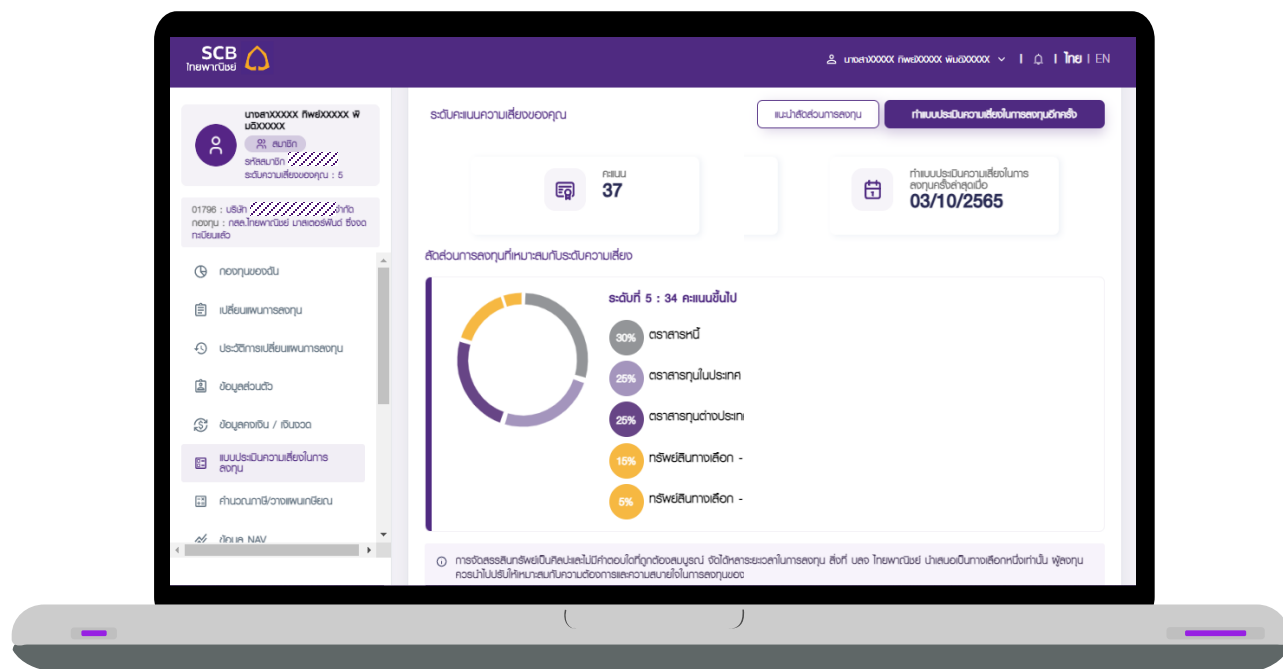 SCB
ไทยพาณิชย์
นางสาวXXXXX ทิพย์XXXXX พิมมิXXXXX
ไทย | EN
นางสาวXXXXX ทิพย์XXXXX พิ
มมิXXXXX
สมาชิก
รหัสสมาชิก
ระดับความเสี่ยงของคุณ : 5
01796 : บริษัท จำกัด
กองทุน : กสล.ไทยพาณิชย์ มาสเตอร์ฟันด์ ซึ่งจด
ทะเบียนแล้ว
กองทุนของฉัน
เปลี่ยนแผนการลงทุน
ประวัติการเปลี่ยนแผนการลงทุน
ข้อมูลส่วนตัว
ข้อมูลคงเงิน / เงินงวด
แบบประเมินความเสี่ยงในการ
ลงทุน
คำนวณภาษี/วางแผนเกษียณ
ข้อมูล NAV
ระดับคะแนนความเสี่ยงของคุณ
แนะนำสัดส่วนการลงทุน
ทำแบบประเมินความเสี่ยงในการลงทุนอีกครั้ง
คะแนน
37
ทำแบบประเมินความเสี่ยงในการ
ลงทุนครั้งล่าสุดเมื่อ
03/10/2565
สัดส่วนการลงทุนที่เหมาะสมกับระดับความเสี่ยง
ระดับที่ 5 : 34 คะแนนขึ้นไป
30% ตราสารหนี้
25% ตราสารทุนในประเทศ
25% ตราสารทุนต่างประเท
15% ทรัพย์สินทางเลือก -
5% ทรัพย์สินทางเลือก -
การจัดสรรสินทรัพย์เป็นศิลปะและไม่มีคำตอบใดที่ถูกต้องสมบูรณ์ จัดได้หลาระยะเวลาในการลงทุน สิ่งที่ บลจ ไทยพาณิชย์ นำเสนอเป็นทางเลือกหนึ่งเท่านั้น ผู้ลงทุน
ควรนำไปปรับให้เหมาะสมกับความต้องการและความสบายใจในการลงทุนของ